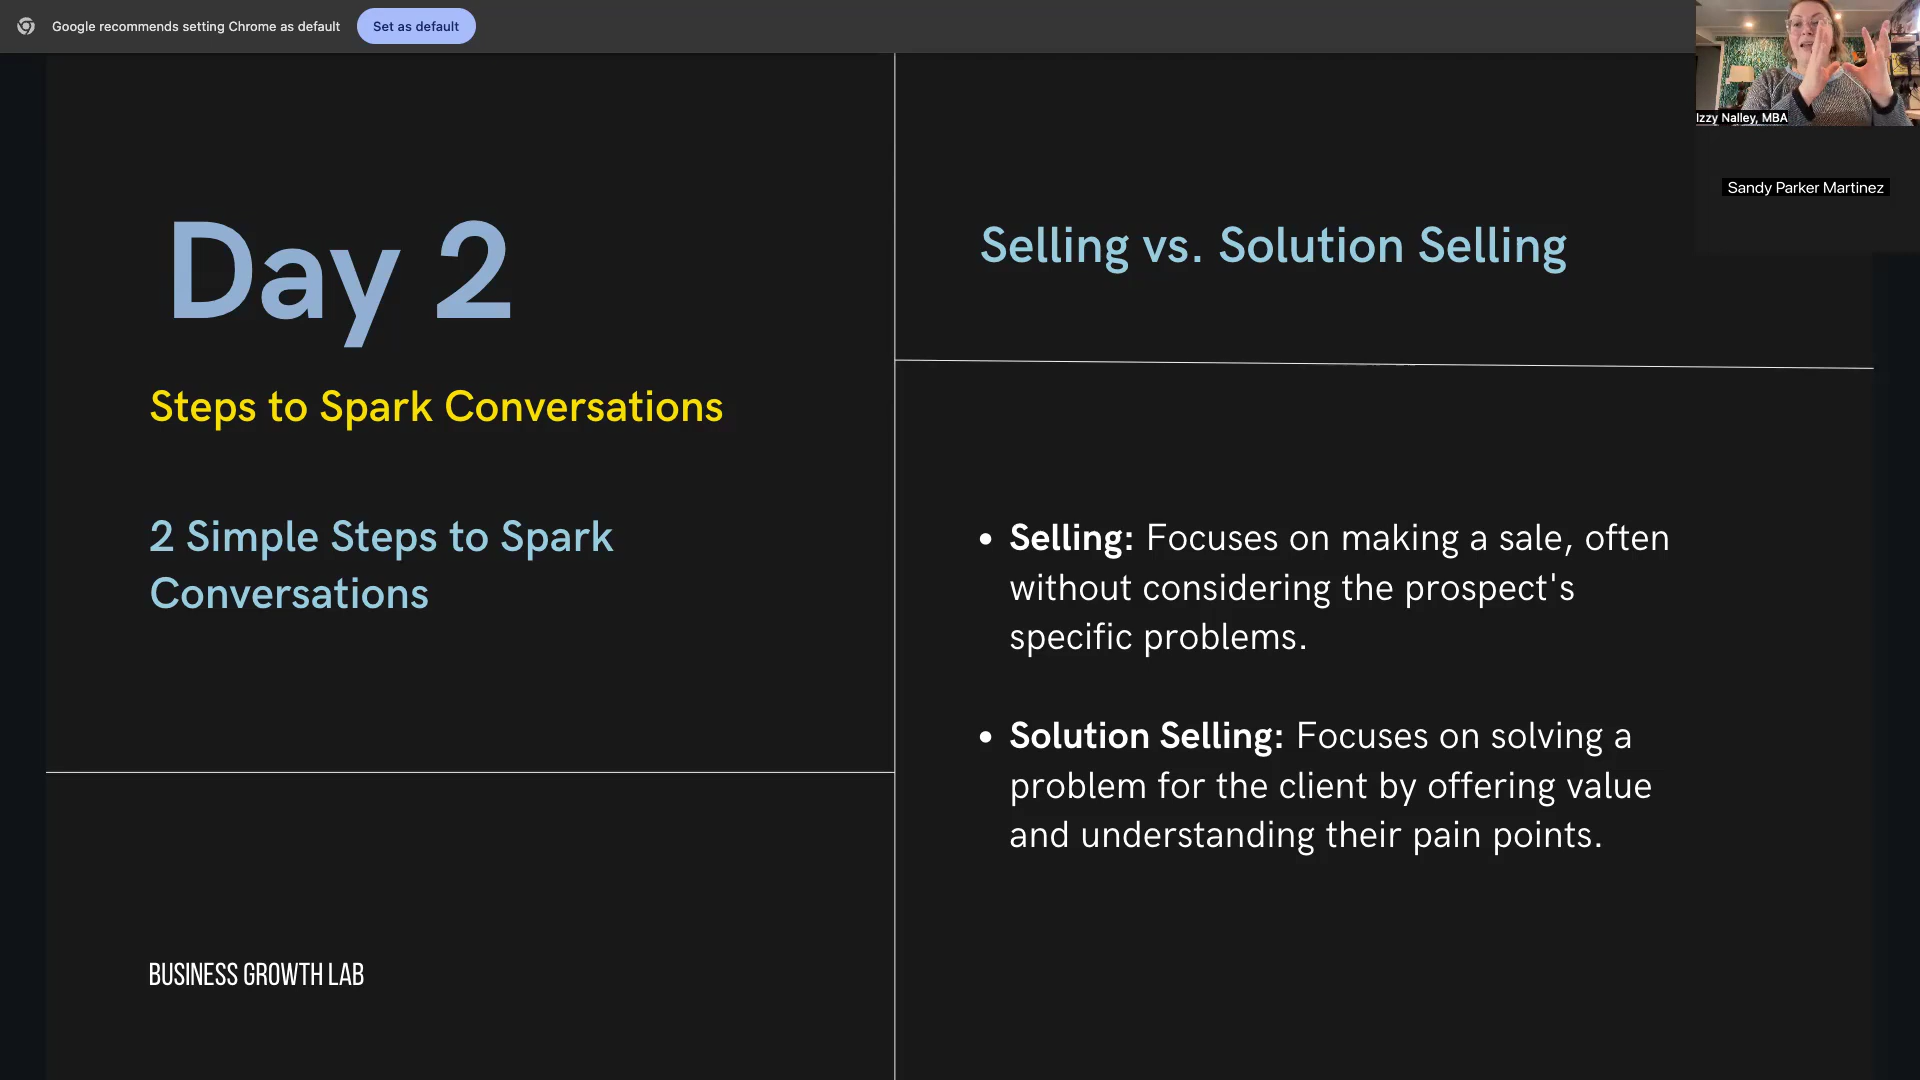 Google recommends setting Chrome as default
Set as default
Izzy Nalley, MBA
Sandy Parker Martinez
Day 2
Steps to Spark Conversations
2 Simple Steps to Spark
Conversations
BUSINESS GROWTH LAB
Selling vs. Solution Selling
• Selling: Focuses on making a sale, often
without considering the prospect's
specific problems.
• Solution Selling: Focuses on solving a
problem for the client by offering value
and understanding their pain points.